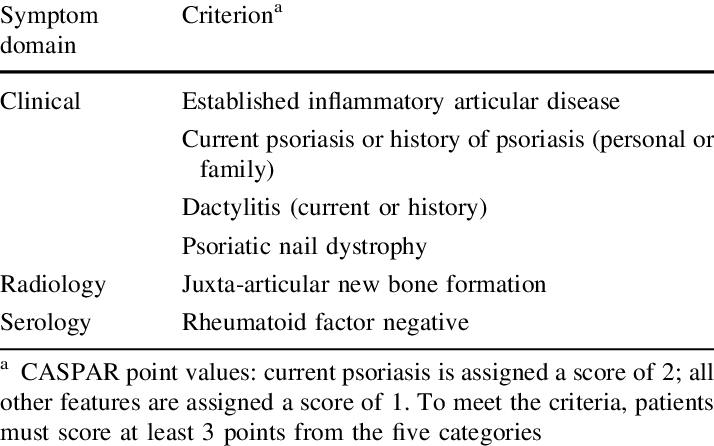 Symptom domain Criterionᵃ
Clinical Established inflammatory articular disease
Current psoriasis or history of psoriasis (personal or
family)
Dactylitis (current or history)
Psoriatic nail dystrophy
Radiology Juxta-articular new bone formation
Serology Rheumatoid factor negative
ᵃ CASPAR point values: current psoriasis is assigned a score of 2; all
other features are assigned a score of 1. To meet the criteria, patients
must score at least 3 points from the five categories